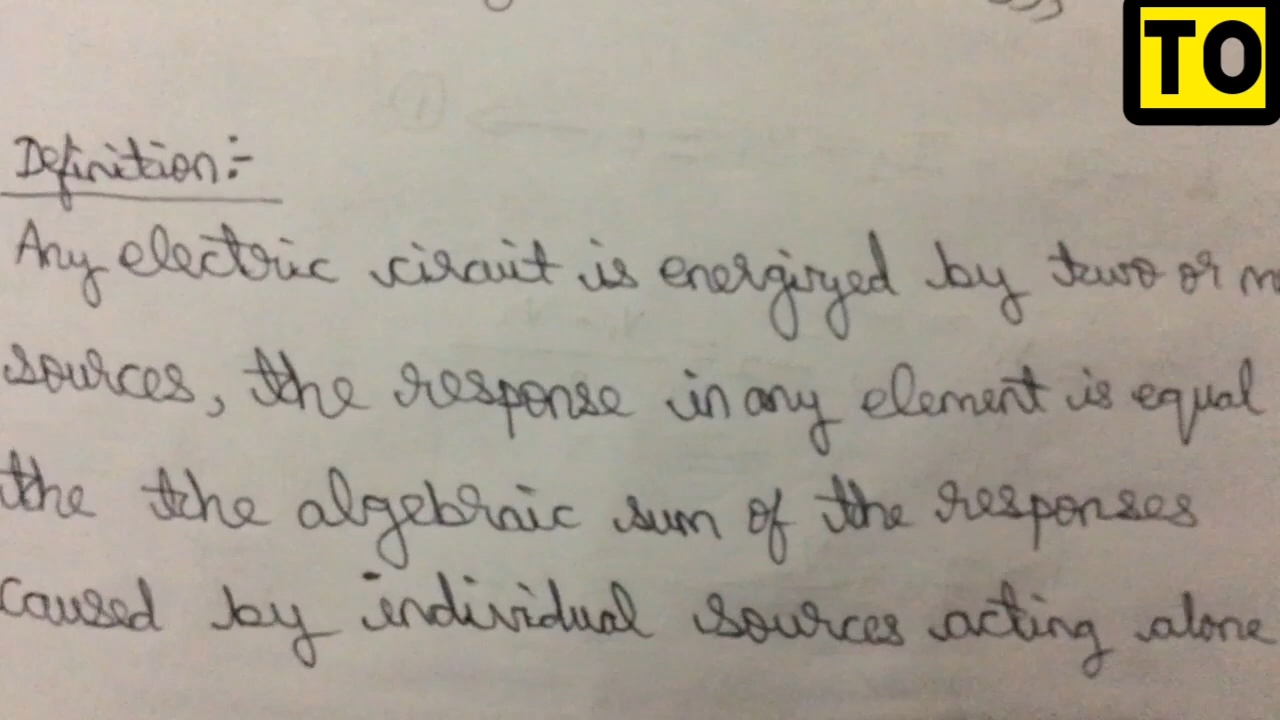 TO
Definition:-
Any electric circuit is energizyed by two or m
sources, the response in any element is equal
the the algebraic sum of the responses
caused by individual sources acting alone